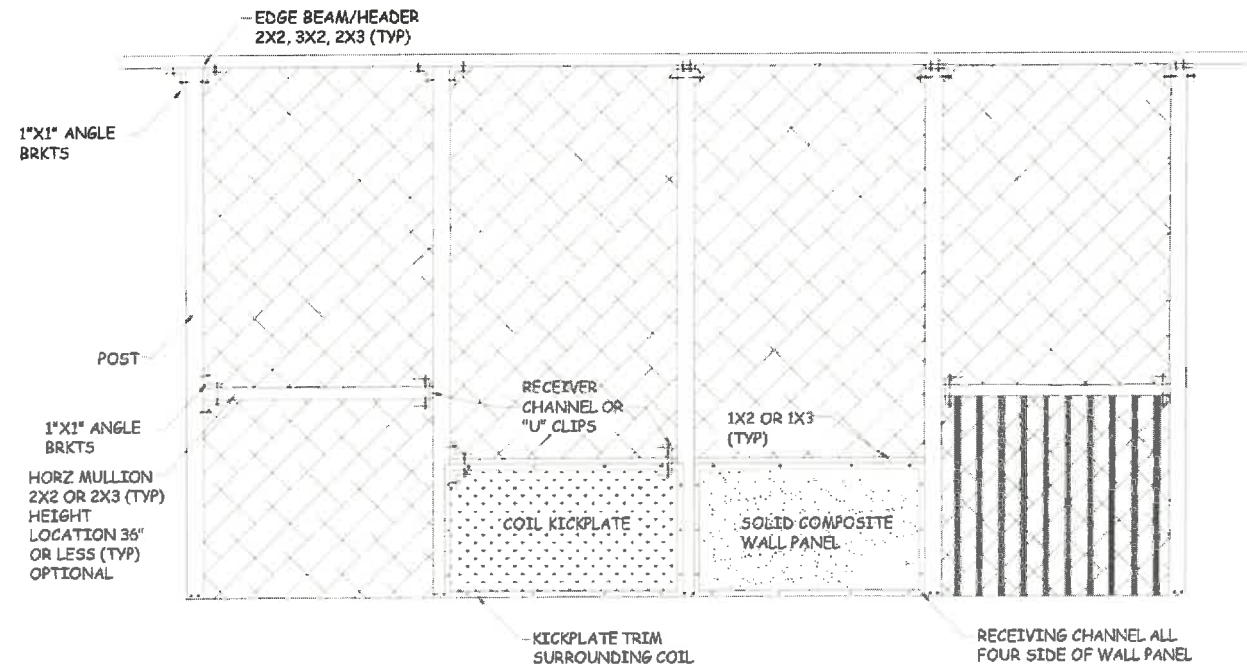 EDGE BEAM/HEADER
2X2, 3X2, 2X3 (TYP)
1"X1" ANGLE
BRKTS
POST
1"X1" ANGLE
BRKTS
HORZ MULLION
2X2 OR 2X3 (TYP)
HEIGHT
LOCATION 36"
OR LESS (TYP)
OPTIONAL
RECEIVER
CHANNEL OR
"U" CLIPS
1X2 OR 1X3
(TYP)
COIL KICKPLATE
SOLID COMPOSITE
WALL PANEL
KICKPLATE TRIM
SURROUNDING COIL
RECEIVING CHANNEL ALL
FOUR SIDE OF WALL PANEL